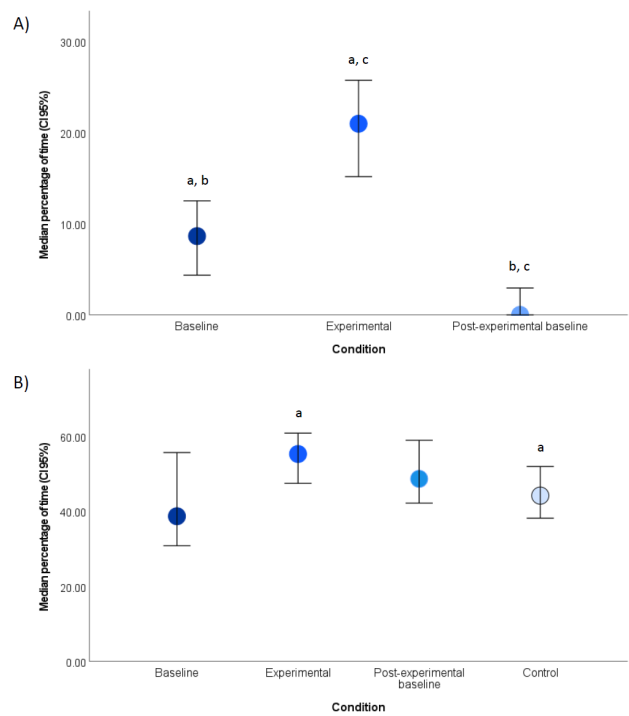 A)
Median percentage of time (CI95%)
30.00
20.00
10.00
0.00
a, b
a, c
b, c
Baseline
Experimental
Post-experimental baseline
Condition
B)
Median percentage of time (CI95%)
60.00
40.00
20.00
0.00
a
a
Baseline
Experimental
Post-experimental
baseline
Control
Condition